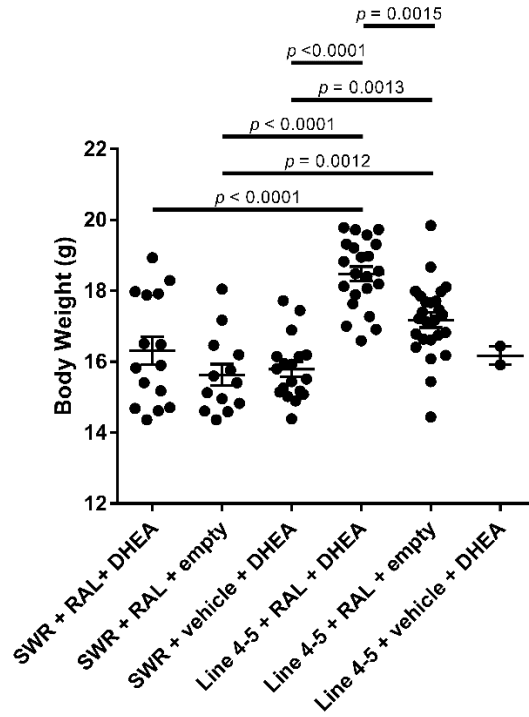 p = 0.0015
p <0.0001
p = 0.0013
p < 0.0001
p = 0.0012
p < 0.0001
22
20
18
16
14
12
Body Weight (g)
SWR + RAL+ DHEA
SWR + RAL + empty
SWR + vehicle + DHEA
Line 4-5 + RAL + DHEA
Line 4-5 + RAL + empty
Line 4-5 + vehicle + DHEA